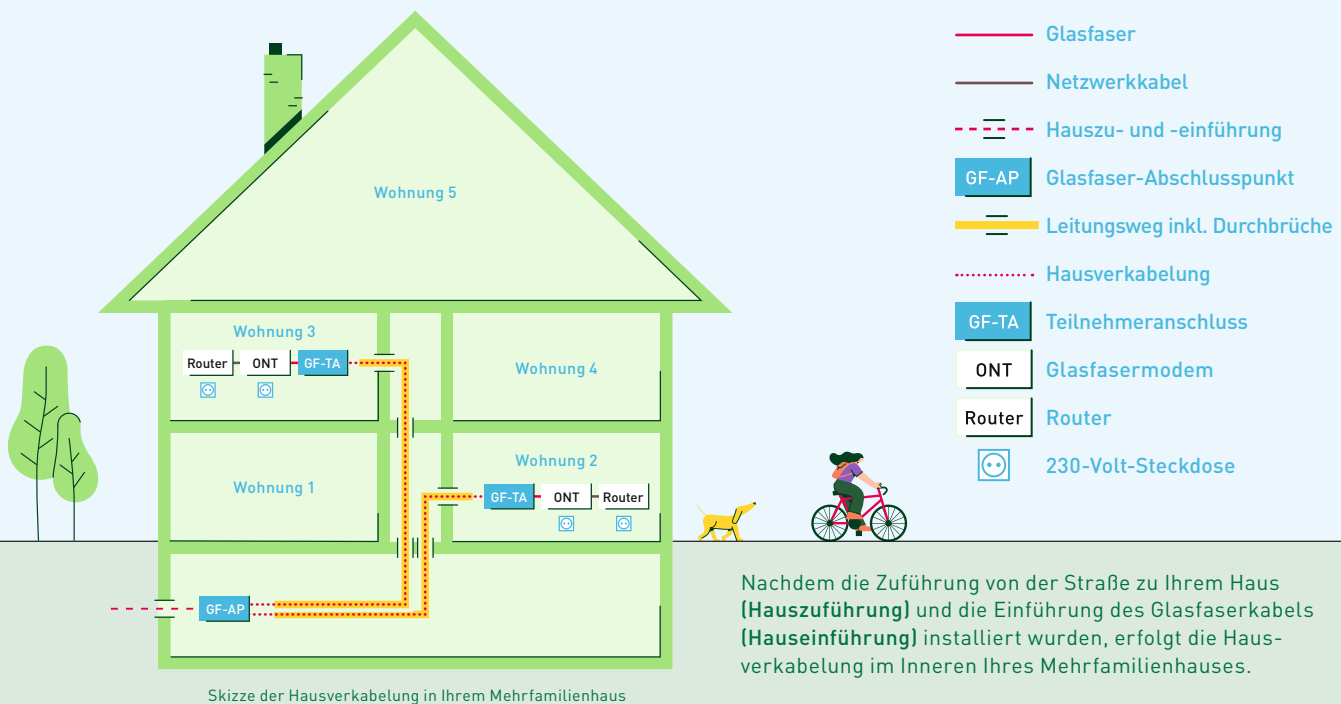 Glasfaser
Netzwerkkabel
Hauszu- und -einführung
GF-AP Glasfaser-Abschlusspunkt
Leitungsweg inkl. Durchbrüche
Hausverkabelung
GF-TA Teilnehmeranschluss
ONT Glasfasermodem
Router Router
230-Volt-Steckdose
Wohnung 5
Wohnung 3
Router ONT GF-TA
Wohnung 4
Wohnung 1
Wohnung 2
GF-TA ONT Router
GF-AP
Nachdem die Zuführung von der Straße zu Ihrem Haus
(Hauszuführung) und die Einführung des Glasfaserkabels
(Hauseinführung) installiert wurden, erfolgt die Haus-
verkabelung im Inneren Ihres Mehrfamilienhauses.
Skizze der Hausverkabelung in Ihrem Mehrfamilienhaus